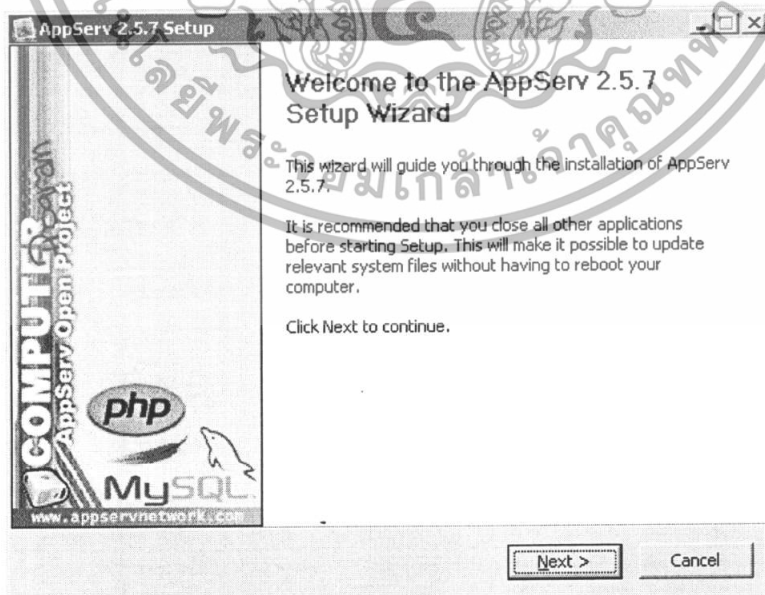 AppServ 2.5.7 Setup
Welcome to the AppServ 2.5.7
Setup Wizard
This wizard will guide you through the installation of AppServ
2.5.7.
It is recommended that you close all other applications
before starting Setup. This will make it possible to update
relevant system files without having to reboot your
computer.
Click Next to continue.
COMPUTER
Program
AppServ Open Project
php
MySQL
www.appservnetwork.com
Next >
Cancel